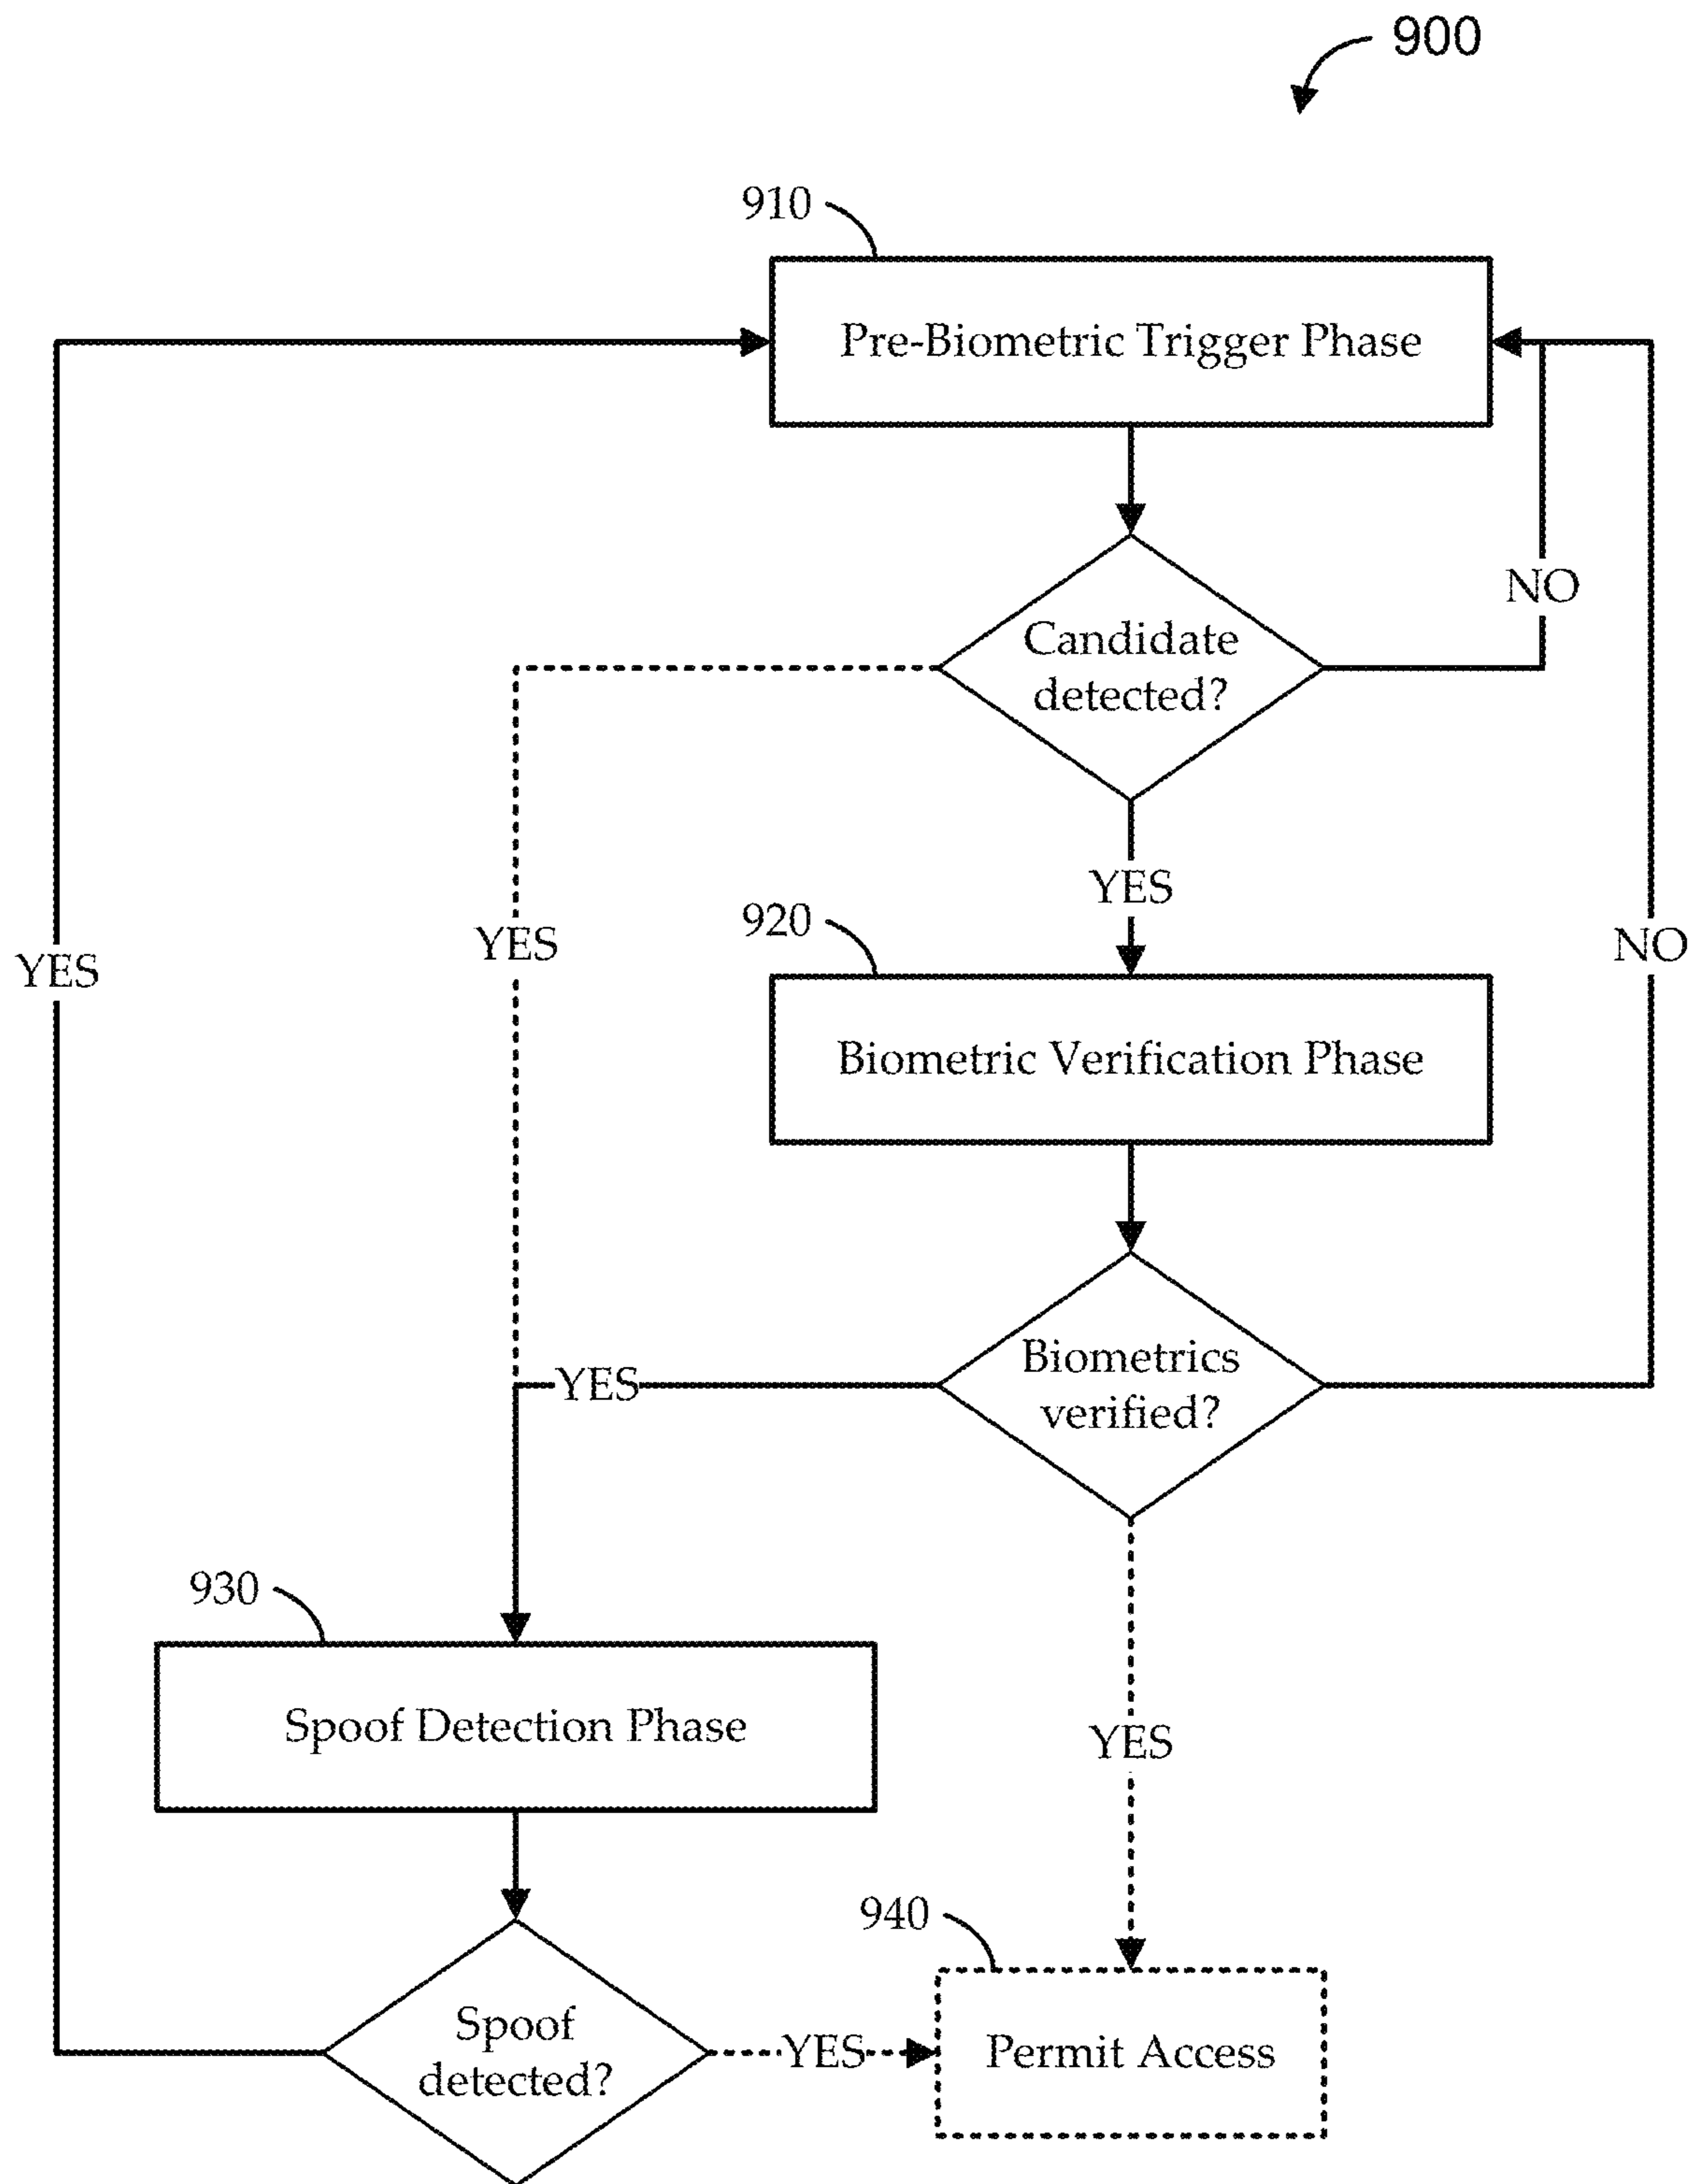 900
910
Pre-Biometric Trigger Phase
Candidate
detected?
NO
YES
YES
YES
NO
920
Biometric Verification Phase
Biometrics
verified?
YES
930
Spoof Detection Phase
YES
940
Spoof
detected?
YES
Permit Access